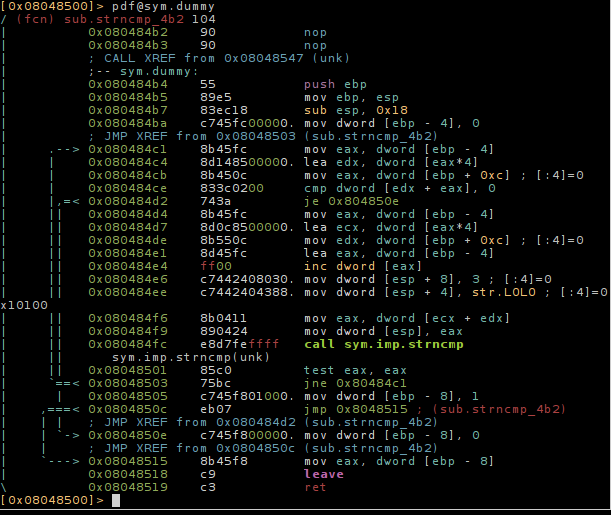 [0x08048500]> pdf@sym.dummy
/ (fcn) sub.strncmp_4b2 104
| 0x080484b2 90 nop
| 0x080484b3 90 nop
| ; CALL XREF from 0x08048547 (unk)
| ;-- sym.dummy:
| 0x080484b4 55 push ebp
| 0x080484b5 89e5 mov ebp, esp
| 0x080484b7 83ec18 sub esp, 0x18
| 0x080484ba c745fc00000. mov dword [ebp - 4], 0
| ; JMP XREF from 0x08048503 (sub.strncmp_4b2)
| .--> 0x080484c1 8b45fc mov eax, dword [ebp - 4]
| | 0x080484c4 8d148500000. lea edx, dword [eax*4]
| | 0x080484cb 8b450c mov eax, dword [ebp + 0xc] ; [:4]=0
| | 0x080484ce 833c0200 cmp dword [edx + eax], 0
| |,=< 0x080484d2 743a je 0x804850e
| || 0x080484d4 8b45fc mov eax, dword [ebp - 4]
| || 0x080484d7 8d0c8500000. lea ecx, dword [eax*4]
| || 0x080484de 8b550c mov edx, dword [ebp + 0xc] ; [:4]=0
| || 0x080484e1 8d45fc lea eax, dword [ebp - 4]
| || 0x080484e4 ff00 inc dword [eax]
| || 0x080484e6 c7442408030. mov dword [esp + 8], 3 ; [:4]=0
| || 0x080484ee c7442404388. mov dword [esp + 4], str.LOLO ; [:4]=0
x10100
| || 0x080484f6 8b0411 mov eax, dword [ecx + edx]
| || 0x080484f9 890424 mov dword [esp], eax
| || 0x080484fc e8d7feffff call sym.imp.strncmp
| || sym.imp.strncmp(unk)
| || 0x08048501 85c0 test eax, eax
| `==< 0x08048503 75bc jne 0x80484c1
| | 0x08048505 c745f801000. mov dword [ebp - 8], 1
| ,===< 0x0804850c eb07 jmp 0x8048515 ; (sub.strncmp_4b2)
| | | ; JMP XREF from 0x080484d2 (sub.strncmp_4b2)
| | `-> 0x0804850e c745f800000. mov dword [ebp - 8], 0
| | ; JMP XREF from 0x0804850c (sub.strncmp_4b2)
| `---> 0x08048515 8b45f8 mov eax, dword [ebp - 8]
| 0x08048518 c9 leave
\ 0x08048519 c3 ret
[0x08048500]>